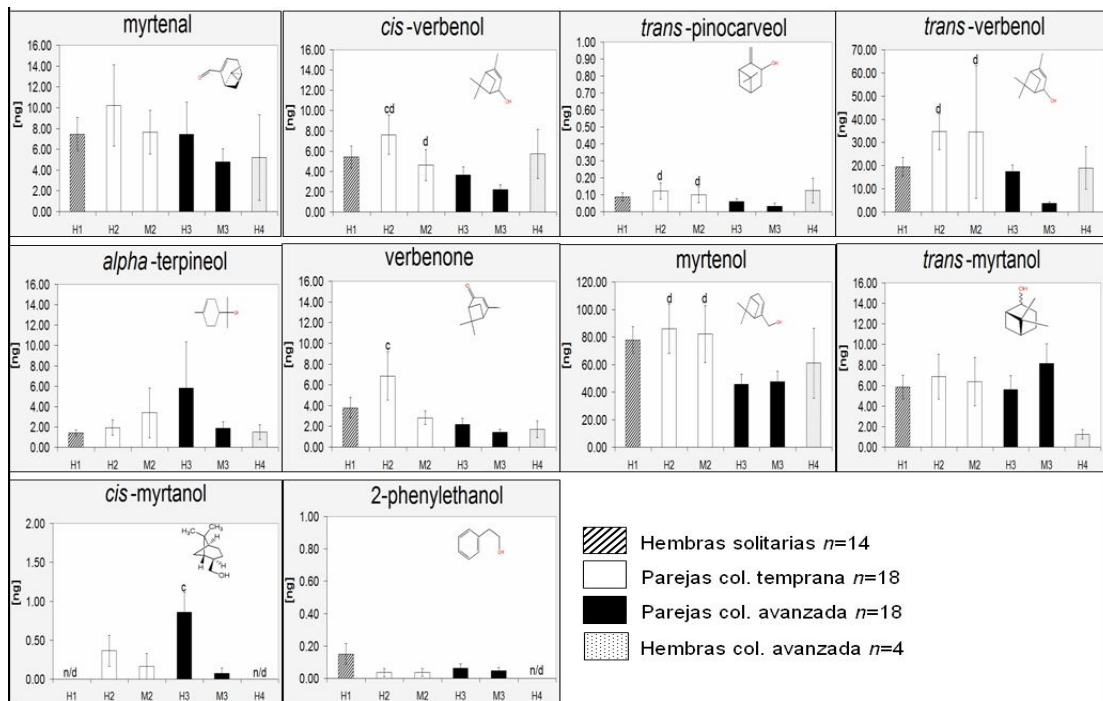 myrtenal
16.00
14.00
12.00
10.00
8.00
6.00
4.00
2.00
0.00
[ng]
H1 H2 M2 H3 M3 H4
cis-verbenol
16.00
14.00
12.00
10.00
8.00
6.00
4.00
2.00
0.00
[ng]
cd
d
OH
H1 H2 M2 H3 M3 H4
trans-pinocarveol
1.00
0.90
0.80
0.70
0.60
0.50
0.40
0.30
0.20
0.10
0.00
[ng]
OH
d d
H1 H2 M2 H3 M3 H4
trans-verbenol
70.00
60.00
50.00
40.00
30.00
20.00
10.00
0.00
[ng]
d
d
OH
H1 H2 M2 H3 M3 H4
alpha-terpineol
16.00
14.00
12.00
10.00
8.00
6.00
4.00
2.00
0.00
[ng]
H1 H2 M2 H3 M3 H4
verbenone
16.00
14.00
12.00
10.00
8.00
6.00
4.00
2.00
0.00
[ng]
c
H1 H2 M2 H3 M3 H4
myrtenol
120.00
100.00
80.00
60.00
40.00
20.00
0.00
[ng]
d d
OH
H1 H2 M2 H3 M3 H4
trans-myrtanol
16.00
14.00
12.00
10.00
8.00
6.00
4.00
2.00
0.00
[ng]
OH
H1 H2 M2 H3 M3 H4
cis-myrtanol
2.00
1.50
1.00
0.50
0.00
[ng]
H₃C CH₃
H
H
H
OH
c
n/d n/d
H1 H2 M2 H3 M3 H4
2-phenylethanol
1.00
0.80
0.60
0.40
0.20
0.00
[ng]
OH
n/d
H1 H2 M2 H3 M3 H4
Hembras solitarias n=14
Parejas col. temprana n=18
Parejas col. avanzada n=18
Hembras col. avanzada n=4